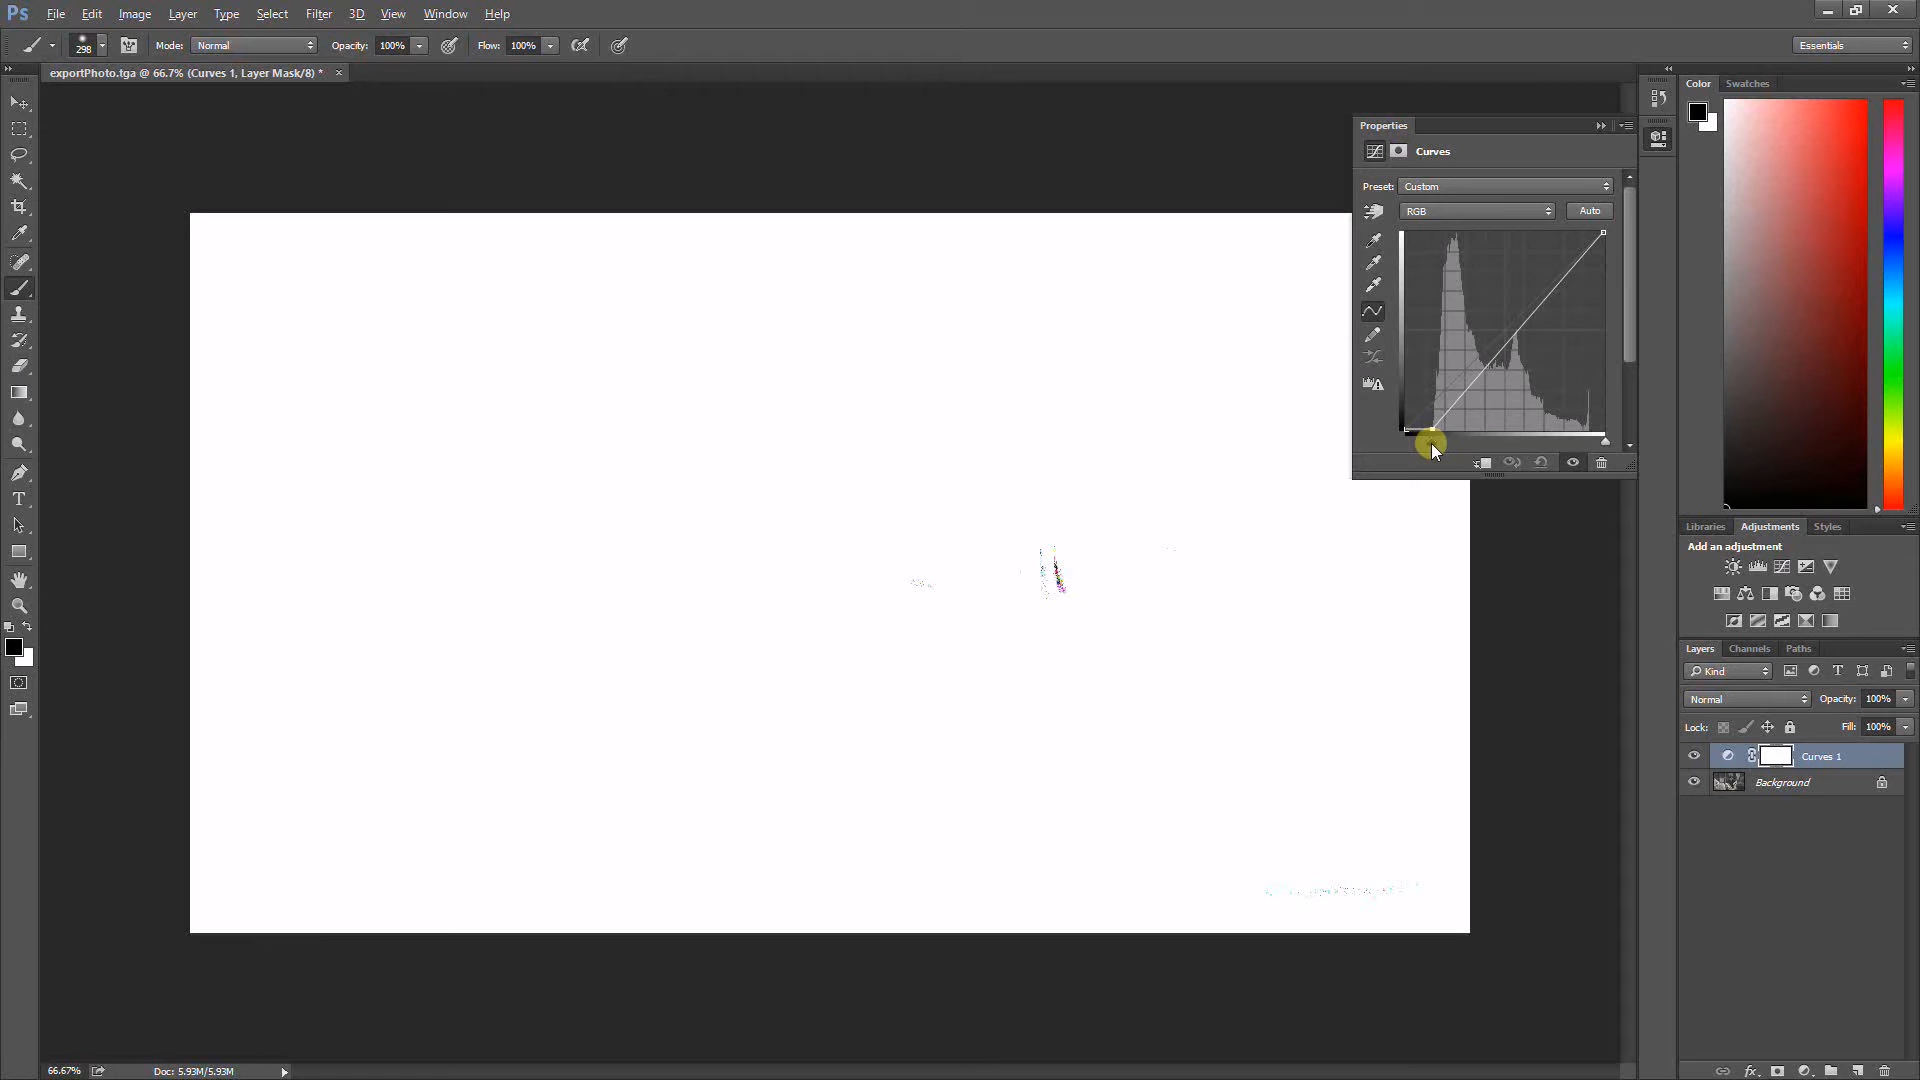 Ps File Edit Image Layer Type Select Filter 3D View Window Help
298 Mode: Normal Opacity: 100% Flow: 100% Essentials
exportPhoto.tga @ 66.7% (Curves 1, Layer Mask/8) * ×
Color Swatches
Properties
Curves
Preset: Custom
RGB Auto
Libraries Adjustments Styles
Add an adjustment
Layers Channels Paths
Kind T
Normal Opacity: 100%
Lock: Fill: 100%
Curves 1
Background
T
66.67% Doc: 5.93M/5.93M
fx